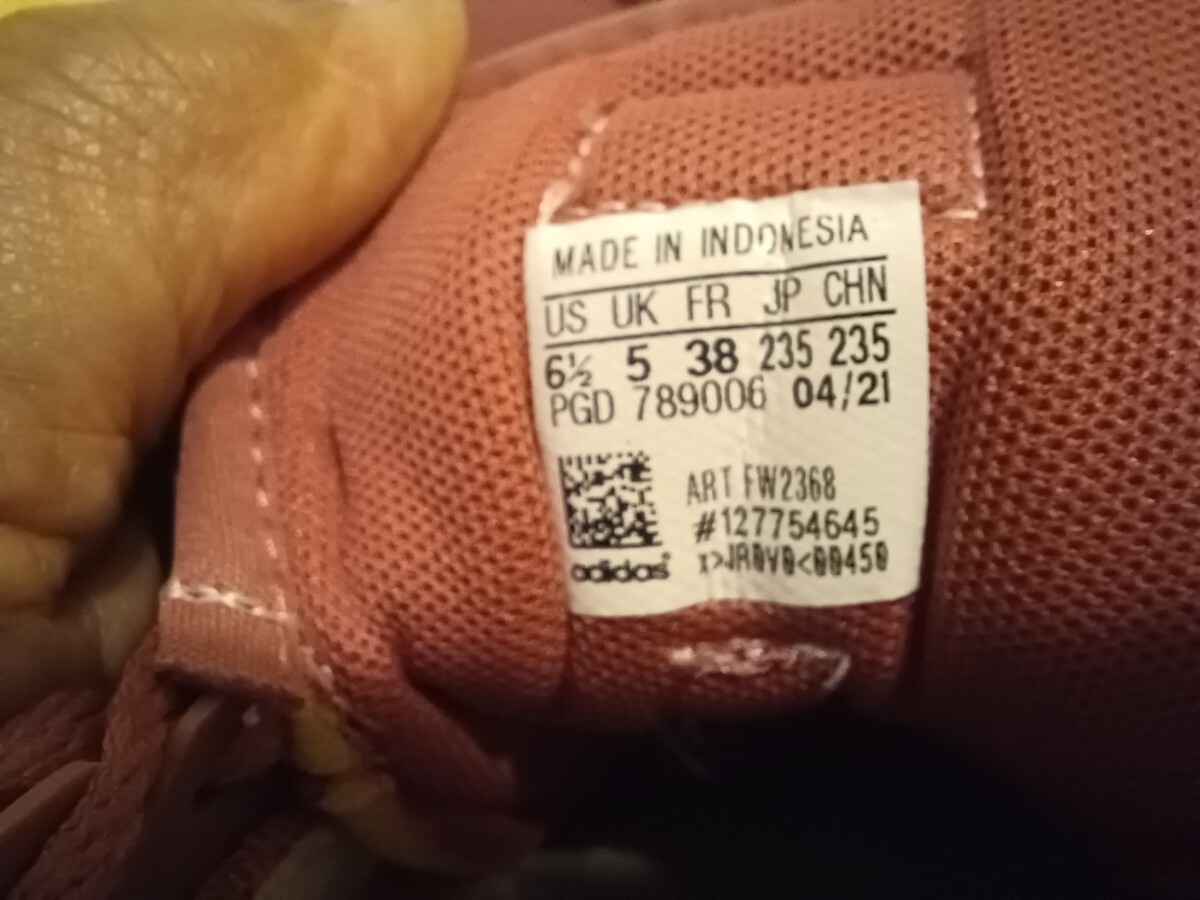 MADE IN INDONESIA
US UK FR JP CHN
6½ 5 38 235 235
PGD 789006 04/21
ART FW2368
#127754645
adidas